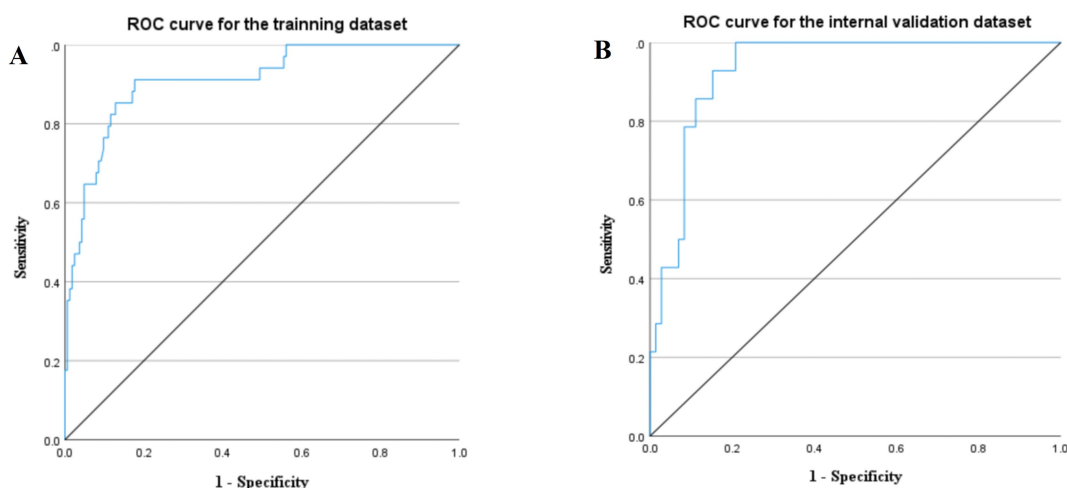 A
ROC curve for the trainning dataset
.0
0.8
0.6
0.4
0.2
0.0
Sensitivity
0.0 0.2 0.4 0.6 0.8 1.0
1 - Specificity
B
ROC curve for the internal validation dataset
.0
0.8
0.6
0.4
0.2
0.0
Sensitivity
0.0 0.2 0.4 0.6 0.8 1.0
1 - Specificity